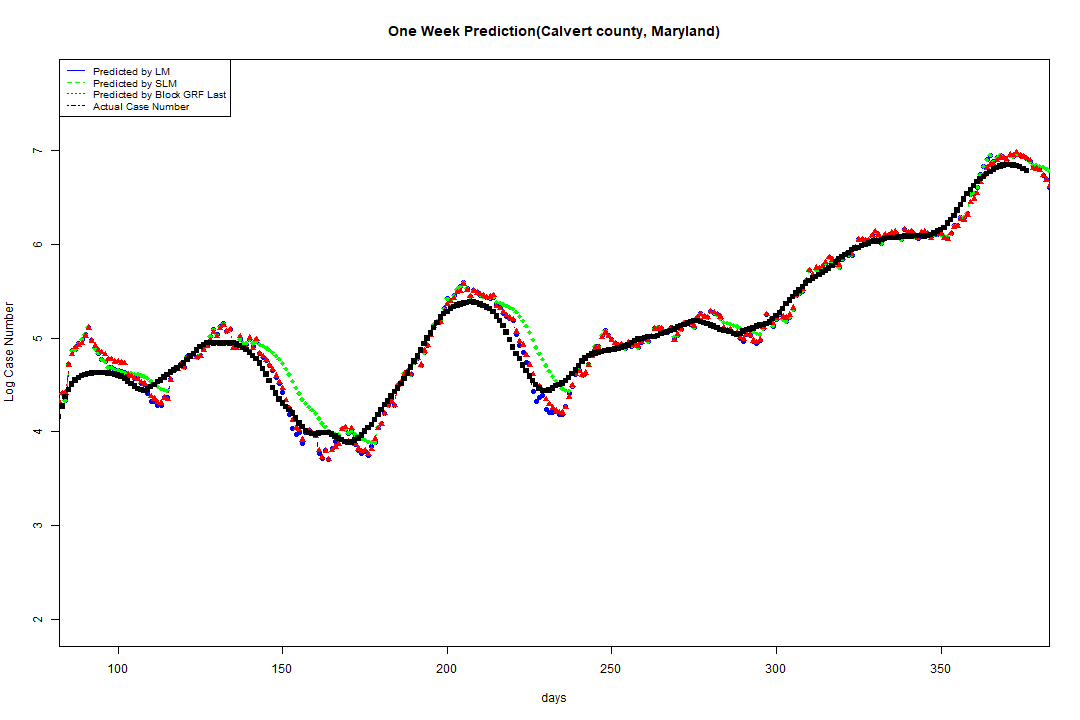 One Week Prediction(Calvert county, Maryland)
Predicted by LM
Predicted by SLM
Predicted by Block GRF Last
Actual Case Number
7
6
5
4
3
2
Log Case Number
100 150 200 250 300 350
days